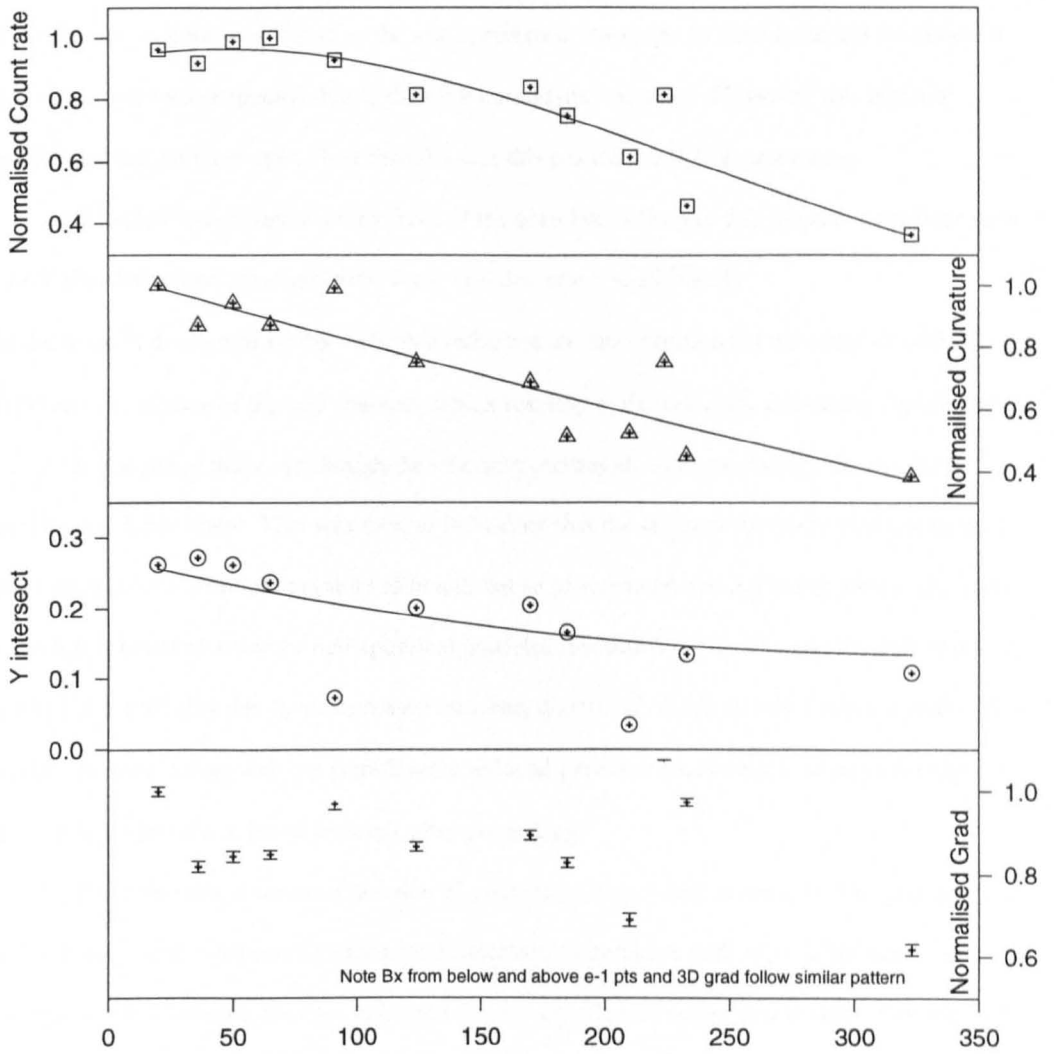 Normalised Count rate
1.0
0.8
0.6
0.4
Normailised Curvature
1.0
0.8
0.6
0.4
Y intersect
0.3
0.2
0.1
0.0
Normalised Grad
1.0
0.8
0.6
Note Bx from below and above e-1 pts and 3D grad follow similar pattern
0 50 100 150 200 250 300 350